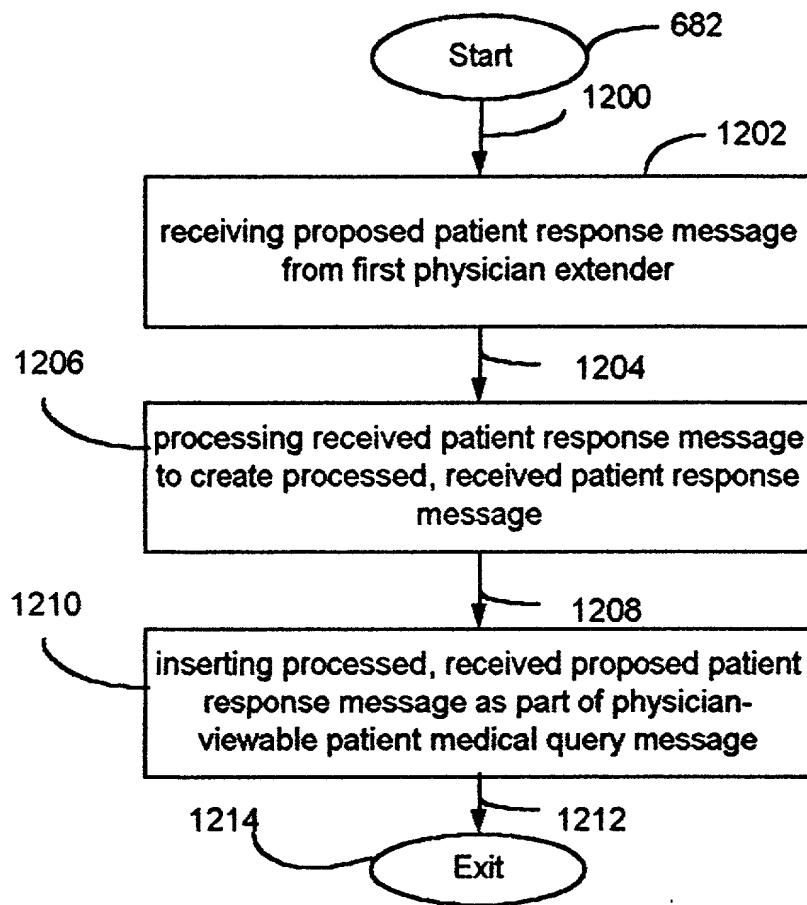 Start
682
1200
1202
receiving proposed patient response message
from first physician extender
1204
1206
processing received patient response message
to create processed, received patient response
message
1208
1210
inserting processed, received proposed patient
response message as part of physician-
viewable patient medical query message
1212
1214
Exit